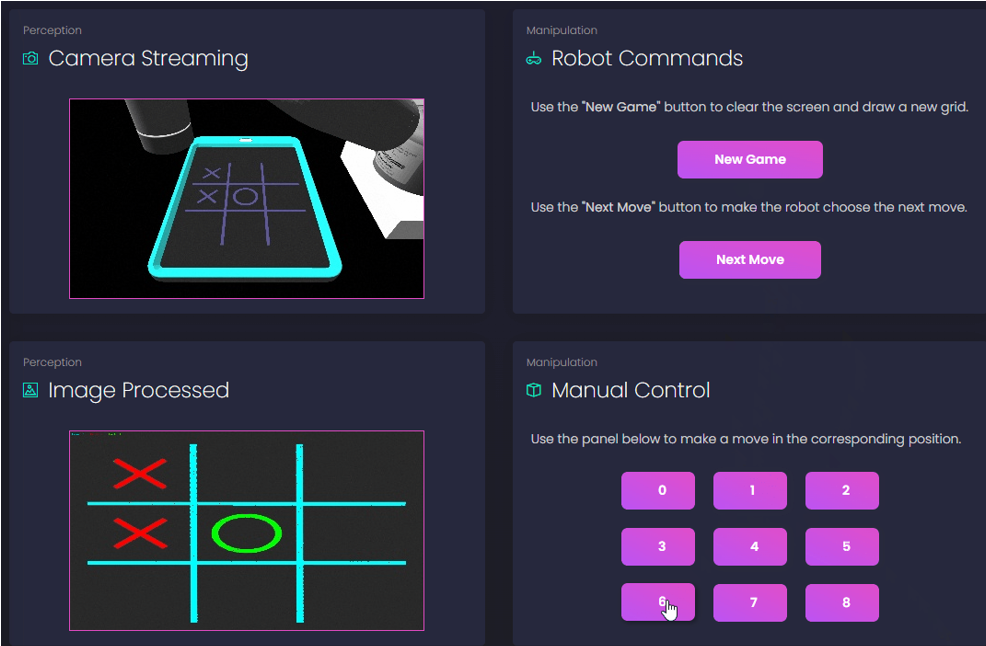 Perception
Camera Streaming
Manipulation
Robot Commands
Use the "New Game" button to clear the screen and draw a new grid.
New Game
Use the "Next Move" button to make the robot choose the next move.
Next Move
Perception
Image Processed
Manipulation
Manual Control
Use the panel below to make a move in the corresponding position.
0 1 2
3 4 5
6 7 8